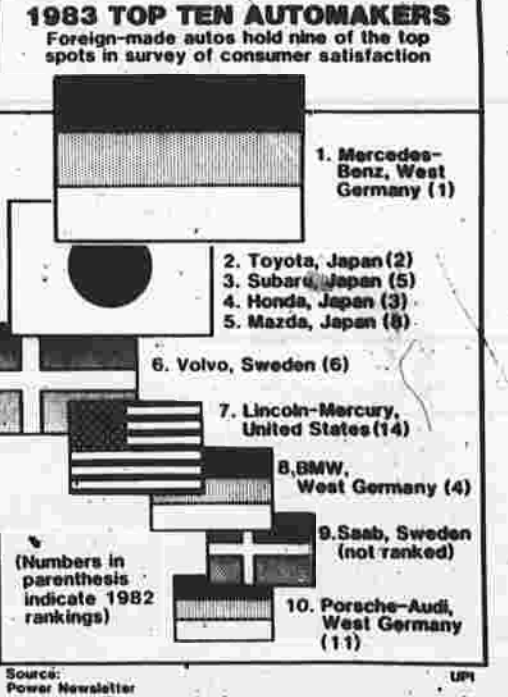 1983 TOP TEN AUTOMAKERS
Foreign-made autos hold nine of the top
spots in survey of consumer satisfaction
1. Mercedes-
Benz, West
Germany (1)
2. Toyota, Japan (2)
3. Subaru, Japan (5)
4. Honda, Japan (3)
5. Mazda, Japan (8)
6. Volvo, Sweden (6)
7. Lincoln-Mercury,
United States (14)
8. BMW,
West Germany (4)
9. Saab, Sweden
(not ranked)
10. Porsche-Audi,
West Germany
(11)
(Numbers in
parenthesis
indicate 1982
rankings)
Source:
Power Newsletter
UPI